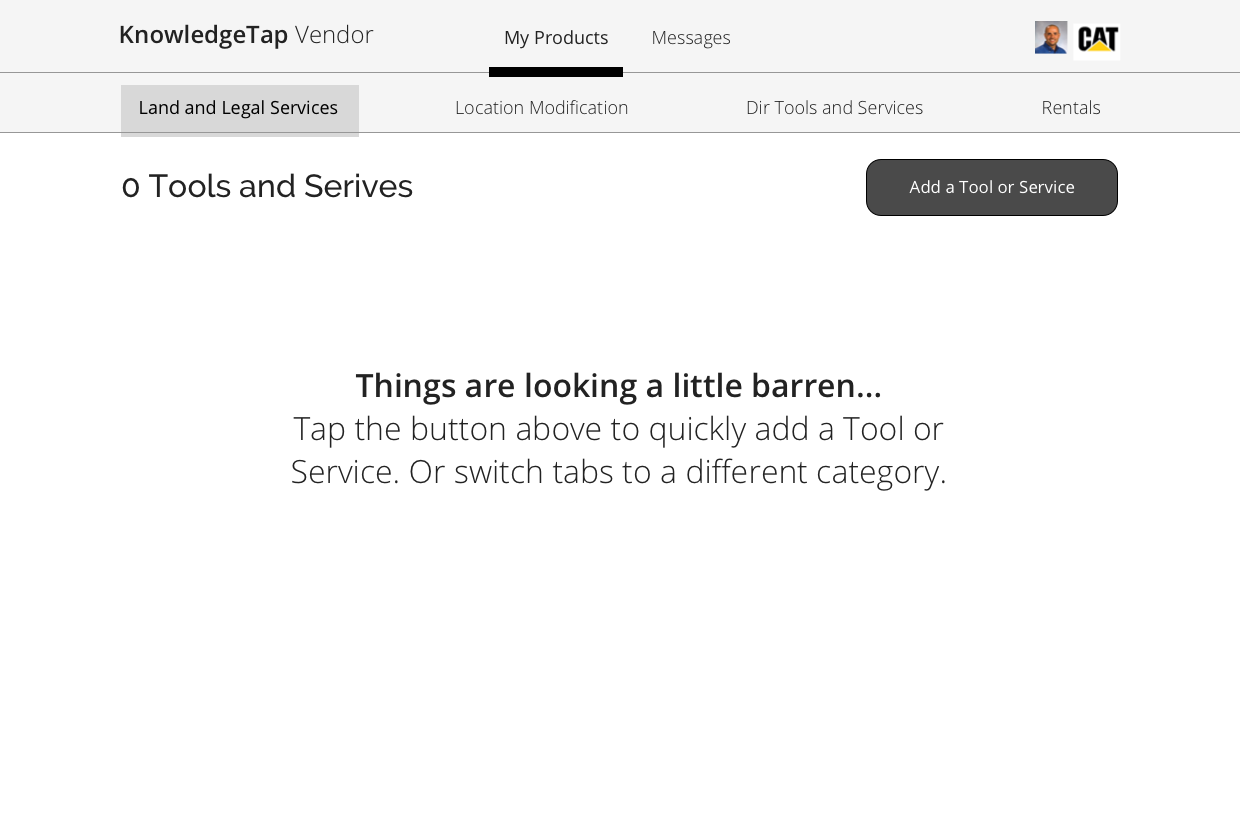 KnowledgeTap Vendor
My Products
Messages
CAT
Land and Legal Services
Location Modification
Dir Tools and Services
Rentals
0 Tools and Serives
Add a Tool or Service
Things are looking a little barren...
Tap the button above to quickly add a Tool or
Service. Or switch tabs to a different category.